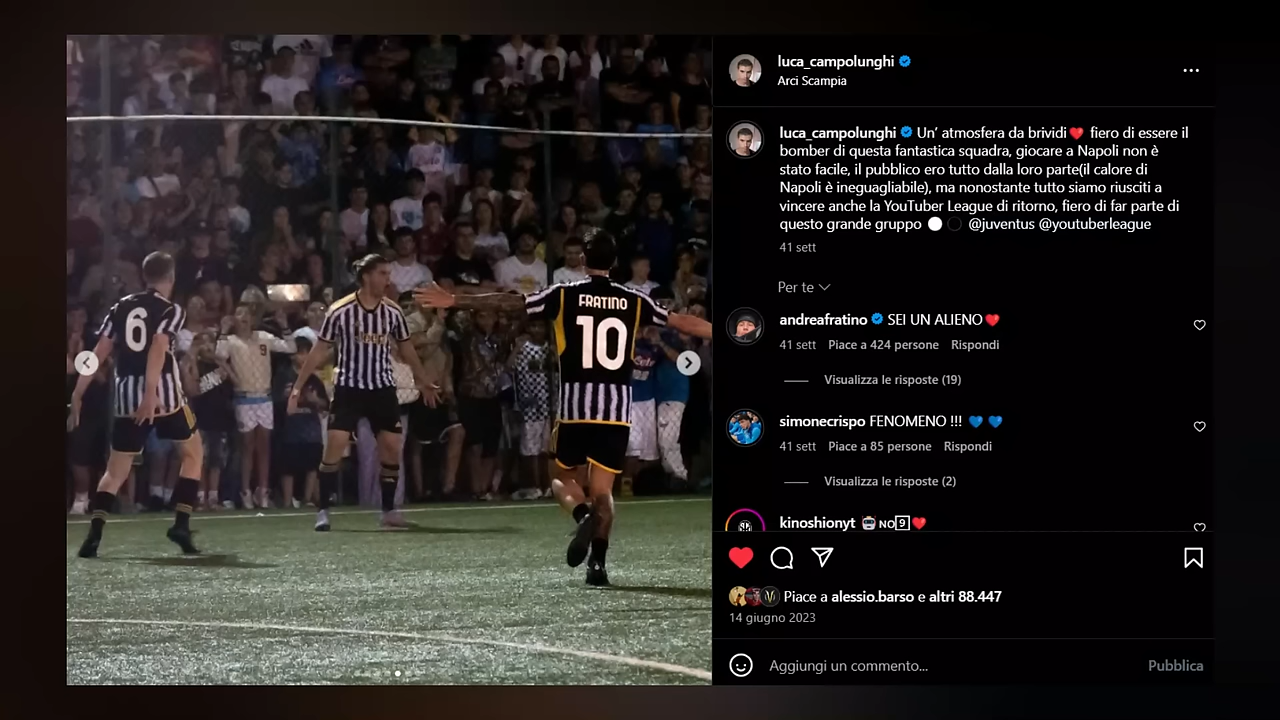 luca_campolunghi
Arci Scampia
luca_campolunghi Un' atmosfera da brividi❤️ fiero di essere il
bomber di questa fantastica squadra, giocare a Napoli non è
stato facile, il pubblico ero tutto dalla loro parte(il calore di
Napoli è ineguagliabile), ma nonostante tutto siamo riusciti a
vincere anche la YouTuber League di ritorno, fiero di far parte di
questo grande gruppo ⚪️⚫️ @juventus @youtuberleague
41 sett
Per te
andreafratino SEI UN ALIENO❤️
41 sett Piace a 424 persone Rispondi
Visualizza le risposte (19)
simonecrispo FENOMENO !!! 💙💙
41 sett Piace a 85 persone Rispondi
Visualizza le risposte (2)
kinoshionyt 🤖 NO9❤️
Piace a alessio.barso e altri 88.447
14 giugno 2023
Aggiungi un commento...
Pubblica
6
FRATINO
10